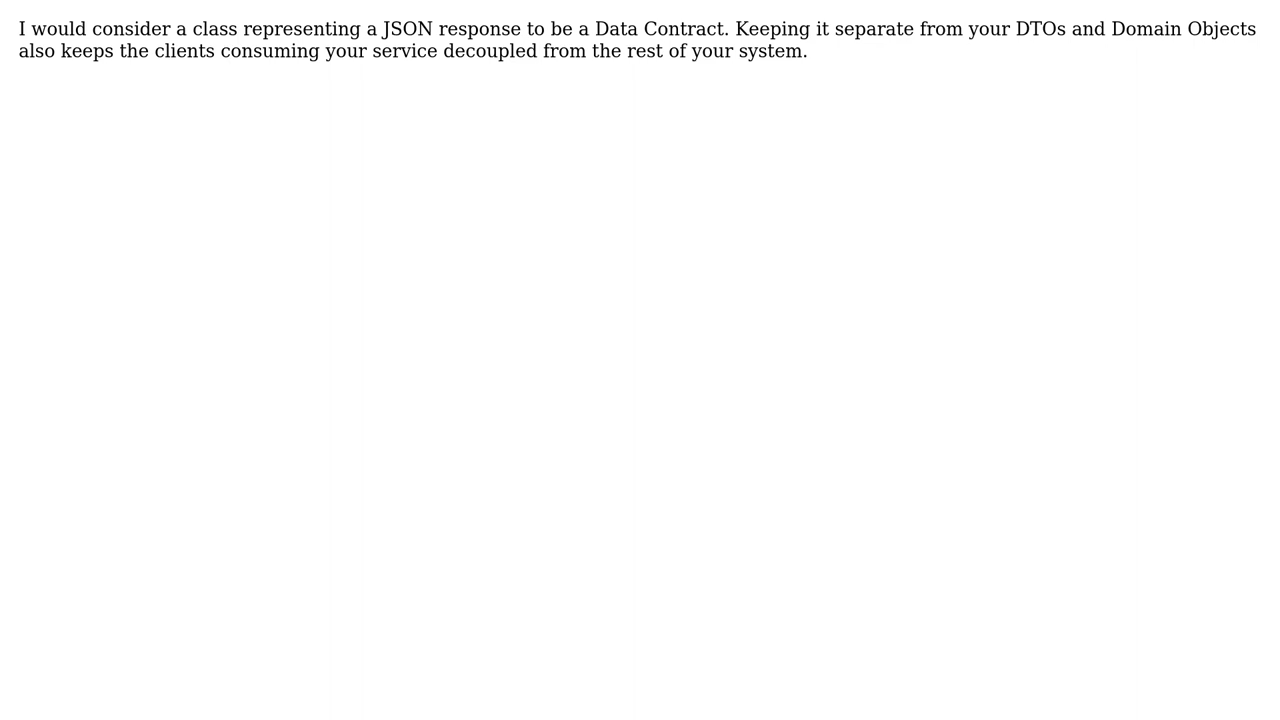 I would consider a class representing a JSON response to be a Data Contract. Keeping it separate from your DTOs and Domain Objects
also keeps the clients consuming your service decoupled from the rest of your system.